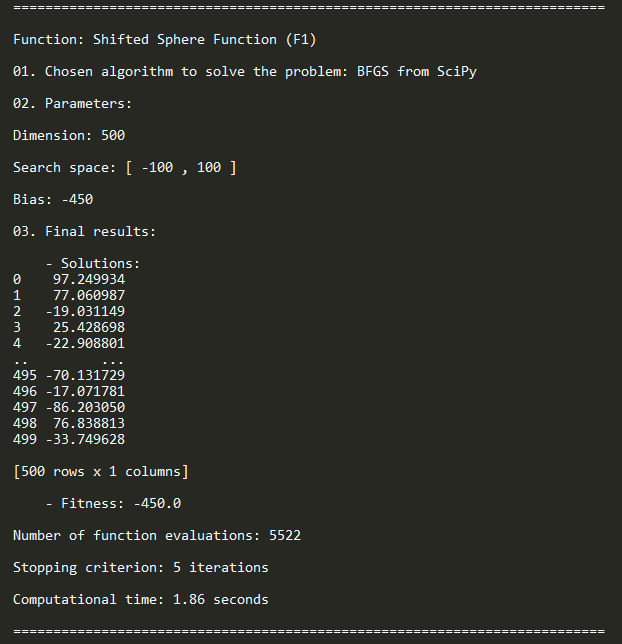 ==========================================================================
Function: Shifted Sphere Function (F1)
01. Chosen algorithm to solve the problem: BFGS from SciPy
02. Parameters:
Dimension: 500
Search space: [ -100 , 100 ]
Bias: -450
03. Final results:
    - Solutions:
0    97.249934
1    77.060987
2   -19.031149
3    25.428698
4   -22.908801
..         ...
495 -70.131729
496 -17.071781
497 -86.203050
498  76.838813
499 -33.749628
[500 rows x 1 columns]
    - Fitness: -450.0
Number of function evaluations: 5522
Stopping criterion: 5 iterations
Computational time: 1.86 seconds
==========================================================================